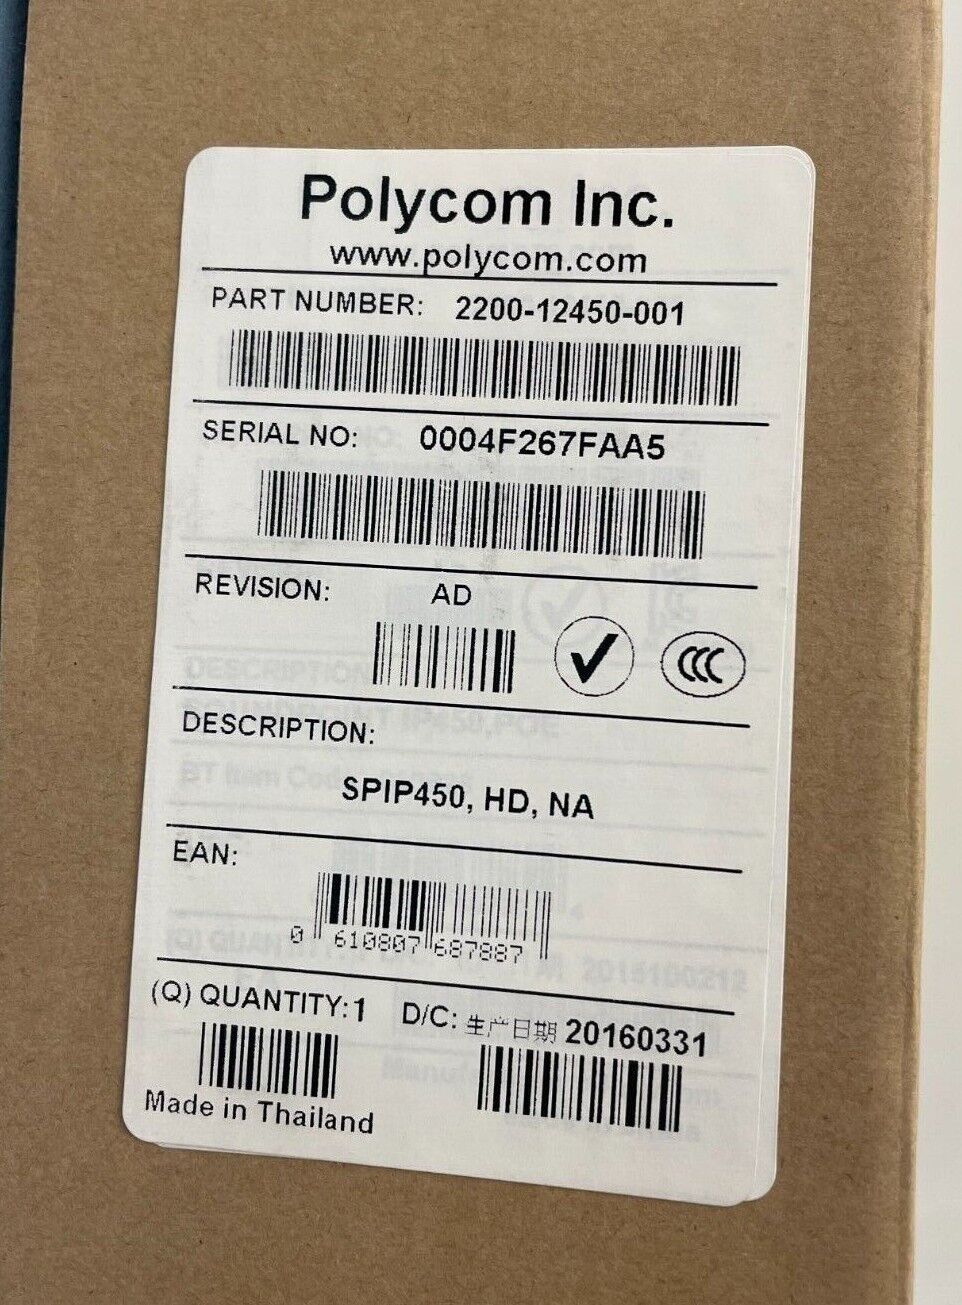 Polycom Inc.
www.polycom.com
PART NUMBER: 2200-12450-001
SERIAL NO: 0004F267FAA5
REVISION: AD
CCC
DESCRIPTION:
SPIP450, HD, NA
EAN:
0 610807 687887
(Q) QUANTITY:1 D/C: 生产日期 20160331
Made in Thailand